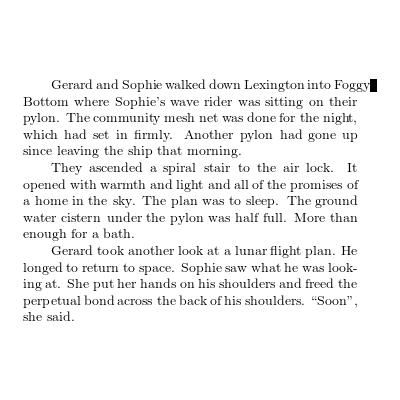 Gerard and Sophie walked down Lexington into Foggy
Bottom where Sophie's wave rider was sitting on their
pylon. The community mesh net was done for the night,
which had set in firmly. Another pylon had gone up
since leaving the ship that morning.
They ascended a spiral stair to the air lock. It
opened with warmth and light and all of the promises of
a home in the sky. The plan was to sleep. The ground
water cistern under the pylon was half full. More than
enough for a bath.
Gerard took another look at a lunar flight plan. He
longed to return to space. Sophie saw what he was look-
ing at. She put her hands on his shoulders and freed the
perpetual bond across the back of his shoulders. “Soon”,
she said.